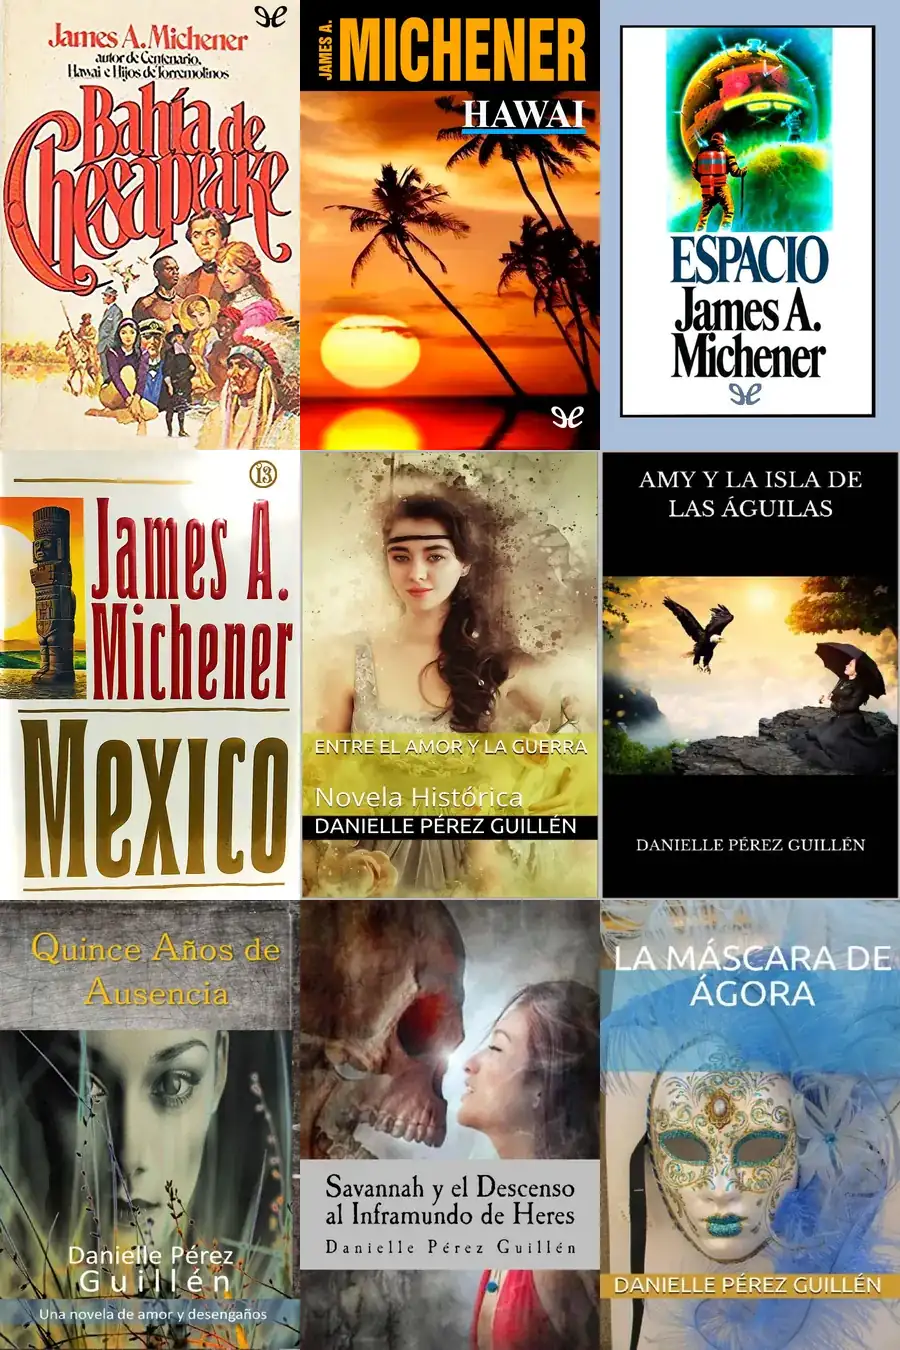 James A. Michener
autor de Centenario,
Hawai e Hijos de Torremolinos
Bahía de
Chesapeake
JAMES A.
MICHENER
HAWAI
ESPACIO
James A.
Michener
13
James A.
Michener
MEXICO
ENTRE EL AMOR Y LA GUERRA
Novela Histórica
DANIELLE PÉREZ GUILLÉN
AMY Y LA ISLA DE
LAS ÁGUILAS
DANIELLE PÉREZ GUILLÉN
Quince Años de
Ausencia
Danielle Pérez
Guillén
Una novela de amor y desengaños
Savannah y el Descenso
al Inframundo de Heres
Danielle Pérez Guillén
LA MÁSCARA DE
ÁGORA
DANIELLE PÉREZ GUILLÉN